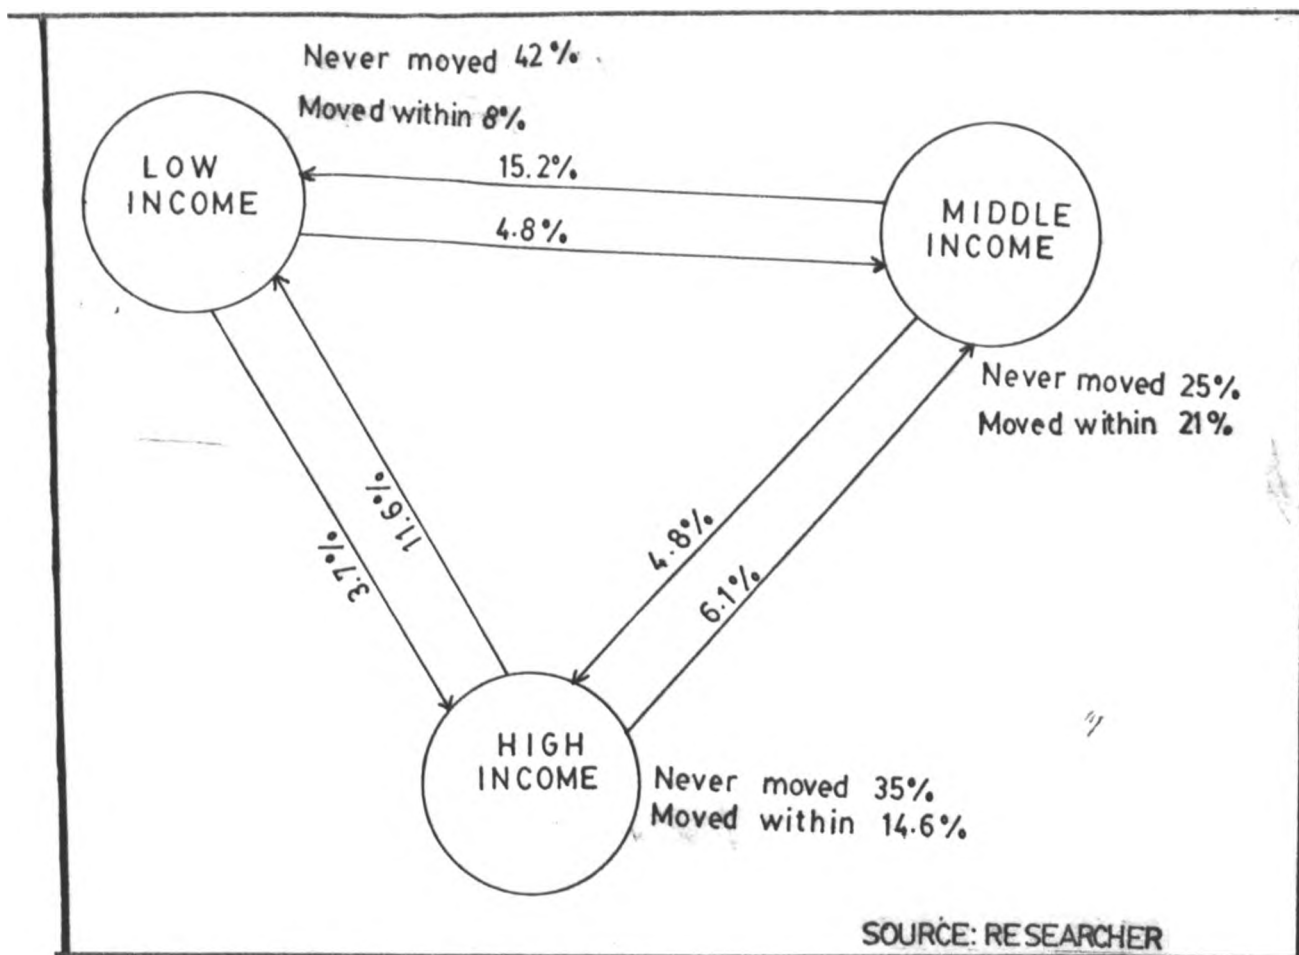 Never moved 42%
Moved within 8%
LOW
INCOME
15.2%
4.8%
MIDDLE
INCOME
Never moved 25%
Moved within 21%
11.6%
3.7%
4.8%
6.1%
HIGH
INCOME
Never moved 35%
Moved within 14.6%
SOURCE: RESEARCHER